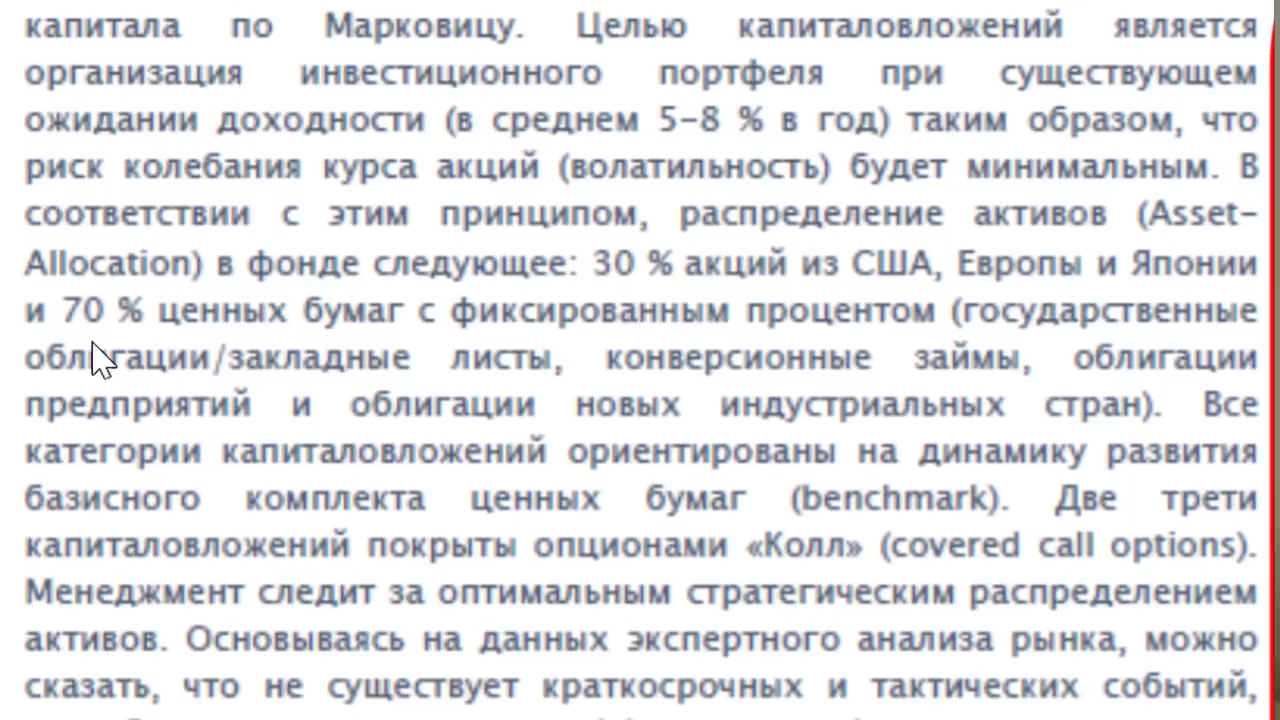 капитала по Марковицу. Целью капиталовложений является
организация инвестиционного портфеля при существующем
ожидании доходности (в среднем 5–8 % в год) таким образом, что
риск колебания курса акций (волатильность) будет минимальным. В
соответствии с этим принципом, распределение активов (Asset-
Allocation) в фонде следующее: 30 % акций из США, Европы и Японии
и 70 % ценных бумаг с фиксированным процентом (государственные
облигации/закладные листы, конверсионные займы, облигации
предприятий и облигации новых индустриальных стран). Все
категории капиталовложений ориентированы на динамику развития
базисного комплекта ценных бумаг (benchmark). Две трети
капиталовложений покрыты опционами «Колл» (covered call options).
Менеджмент следит за оптимальным стратегическим распределением
активов. Основываясь на данных экспертного анализа рынка, можно
сказать, что не существует краткосрочных и тактических событий,